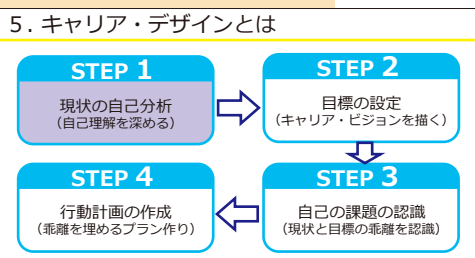 5. キャリア・デザインとは
STEP 1
現状の自己分析
（自己理解を深める）
STEP 2
目標の設定
（キャリア・ビジョンを描く）
STEP 3
自己の課題の認識
（現状と目標の乖離を認識）
STEP 4
行動計画の作成
（乖離を埋めるプラン作り）